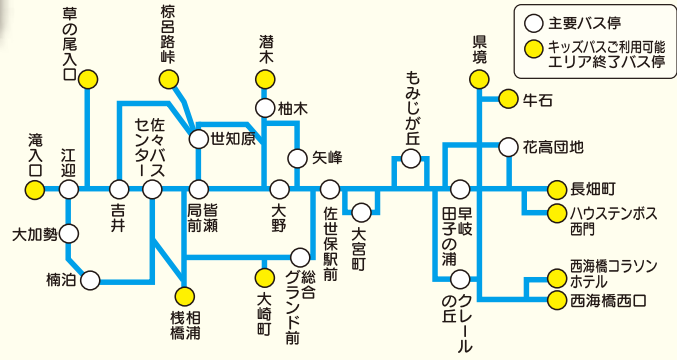 主要バス停
キッズバスご利用可能
エリア終了バス停
草の尾入口
椋呂路峠
潜木
県境
牛石
もみじが丘
柚木
世知原
佐々バス
センター
矢峰
花高団地
滝入口
江迎
吉井
皆瀬
局前
大野
佐世保駅前
大宮町
早岐
田子の浦
長畑町
ハウステンボス
西門
大加勢
楠泊
相浦
桟橋
大崎町
総合
グランド前
クレール
の丘
西海橋コラソン
ホテル
西海橋西口